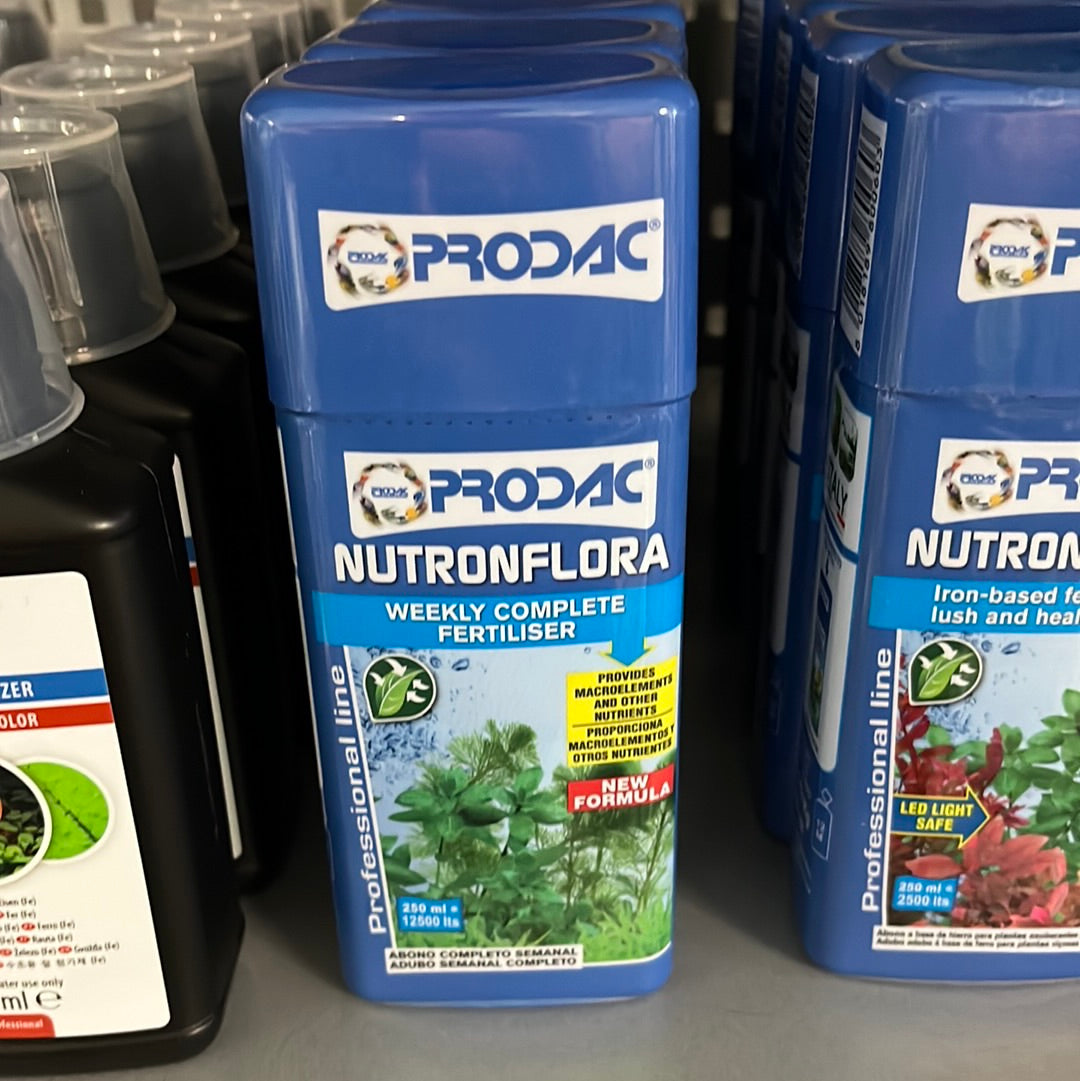 PRODAC®
PRODAC®
NUTRONFLORA
WEEKLY COMPLETE
FERTILISER
PROVIDES
MACROELEMENTS
AND OTHER
NUTRIENTS
PROPORCIONA
MACROELEMENTOS Y
OTROS NUTRIENTES
NEW
FORMULA
Professional line
250 ml =
12500 lts
ABONO COMPLETO SEMANAL
ADUBO SEMANAL COMPLETO
P
PR
NUTRON
Iron-based fe
lush and heal
Professional line
LED LIGHT
SAFE
250 ml =
2500 lts
ITALY
ZER
OLOR
ml e